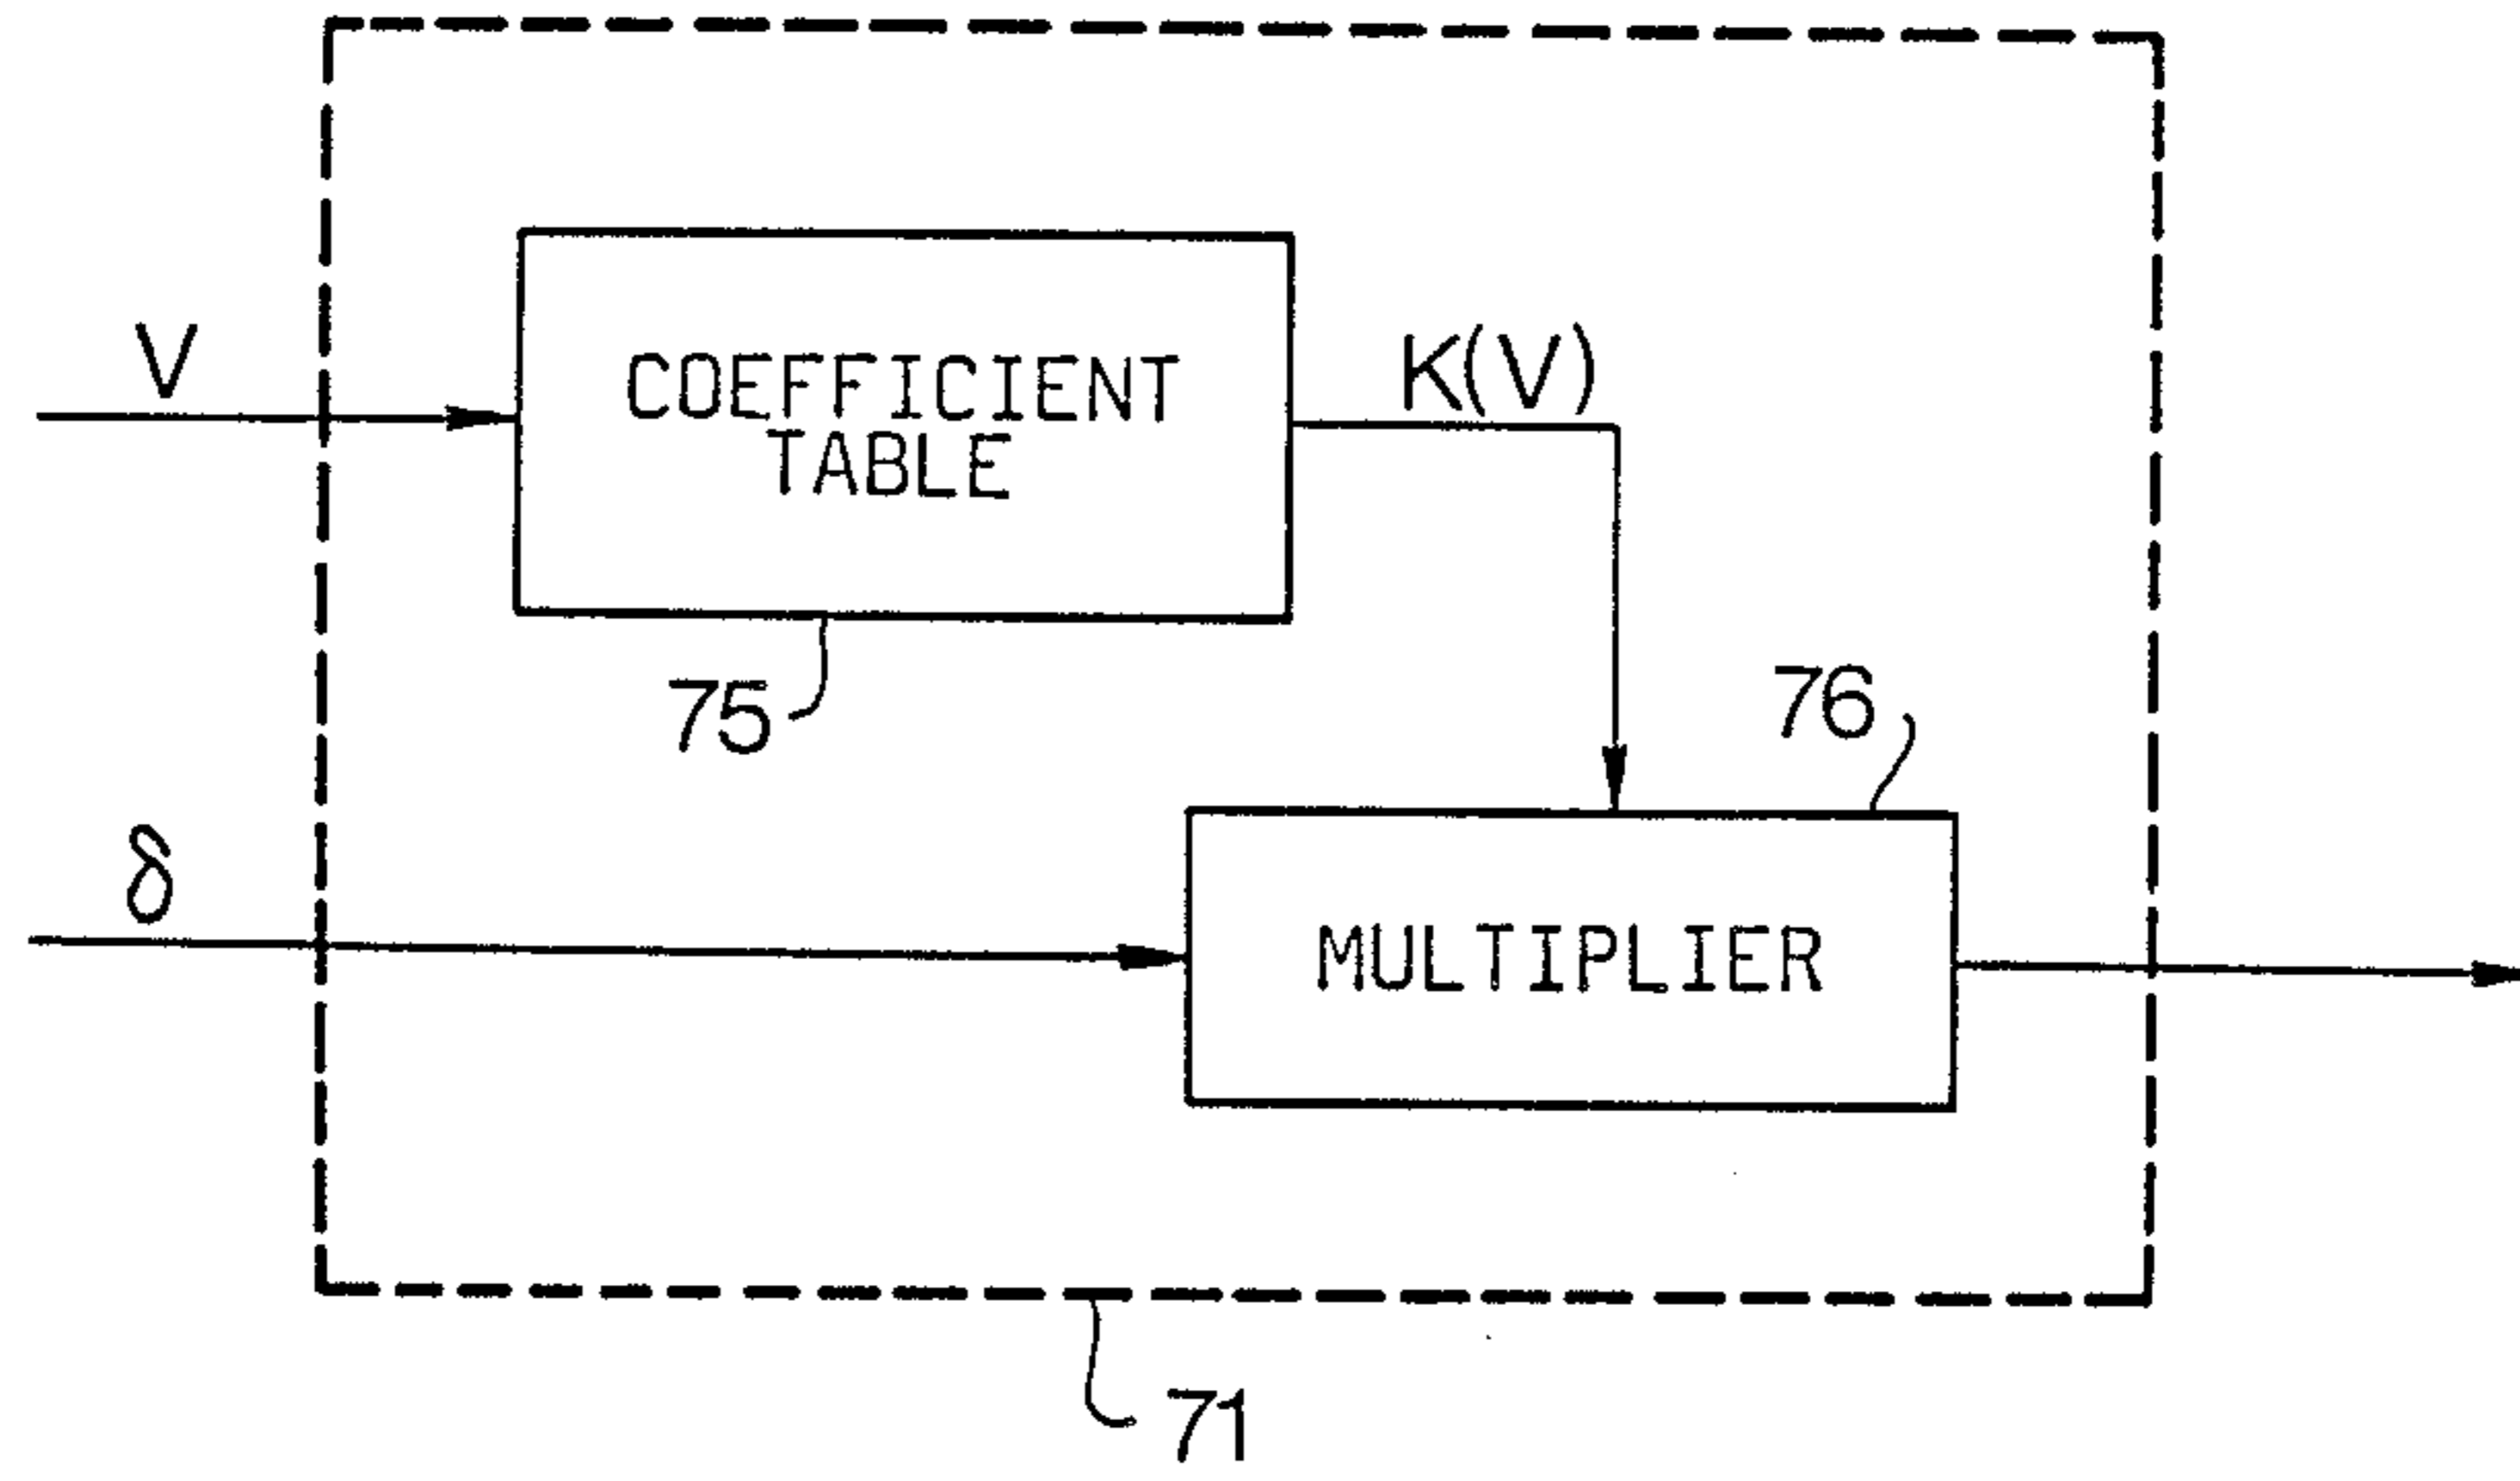 V
COEFFICIENT
TABLE
K(V)
75
76
δ
MULTIPLIER
71